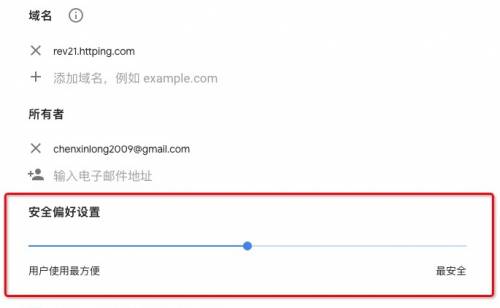 域名
rev21.httping.com
添加域名，例如 example.com
所有者
chenxinlong2009@gmail.com
输入电子邮件地址
安全偏好设置
用户使用最方便
最安全